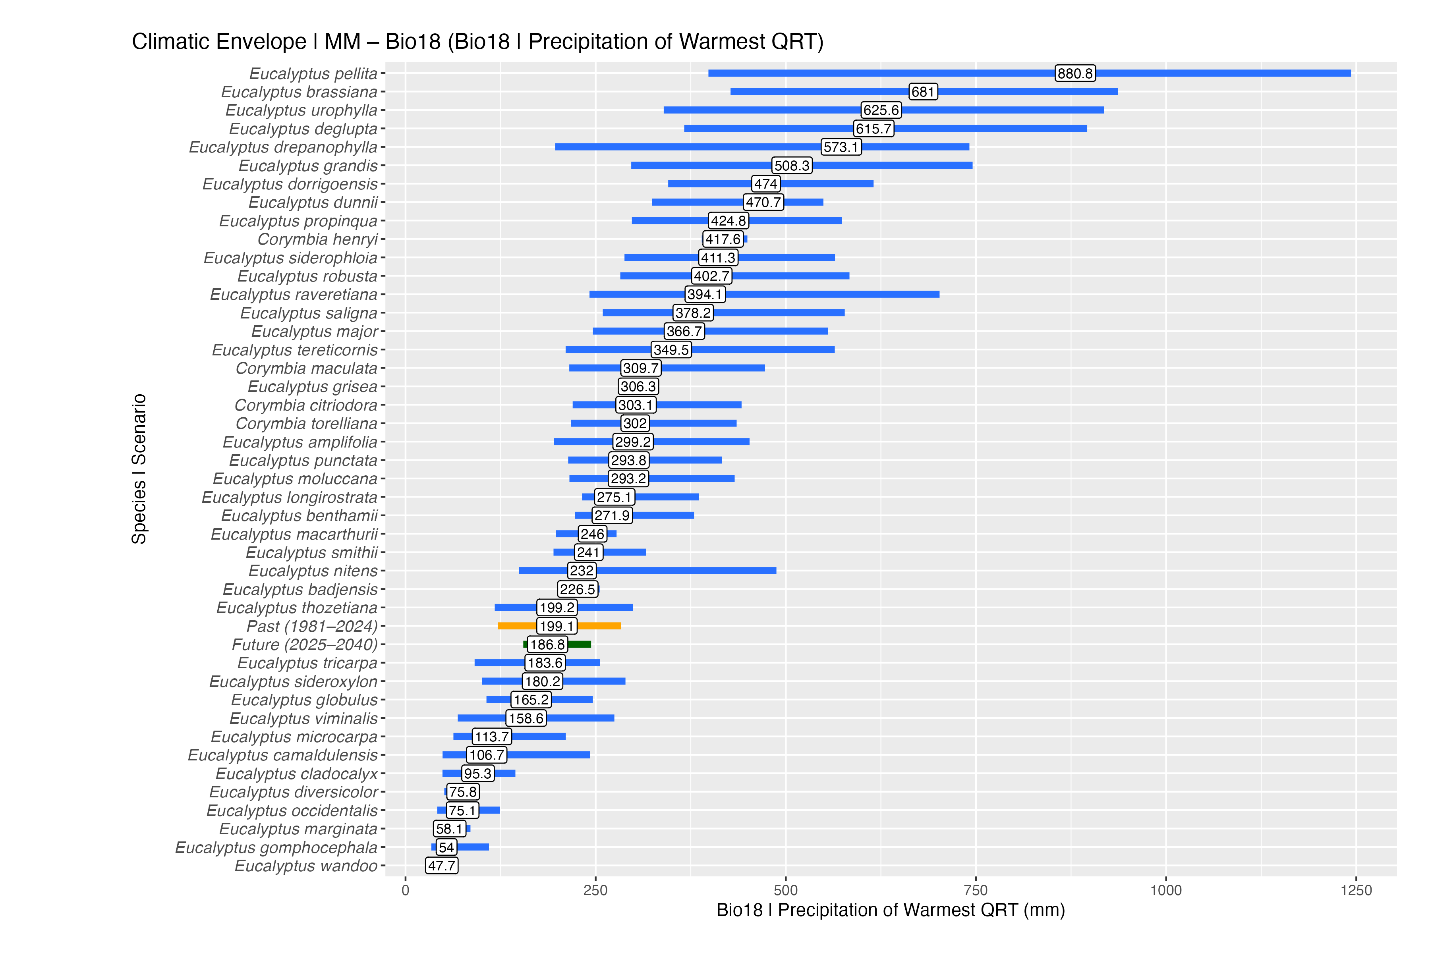 Climatic Envelope | MM – Bio18 (Bio18 | Precipitation of Warmest QRT)
Species | Scenario
Eucalyptus pellita 880.8
Eucalyptus brassiana 681
Eucalyptus urophylla 625.6
Eucalyptus deglupta 615.7
Eucalyptus drepanophylla 573.1
Eucalyptus grandis 508.3
Eucalyptus dorrigoensis 474
Eucalyptus dunnii 470.7
Eucalyptus propinqua 424.8
Corymbia henryi 417.6
Eucalyptus siderophloia 411.3
Eucalyptus robusta 402.7
Eucalyptus raveretiana 394.1
Eucalyptus saligna 378.2
Eucalyptus major 366.7
Eucalyptus tereticornis 349.5
Corymbia maculata 309.7
Eucalyptus grisea 306.3
Corymbia citriodora 303.1
Corymbia torelliana 302
Eucalyptus amplifolia 299.2
Eucalyptus punctata 293.8
Eucalyptus moluccana 293.2
Eucalyptus longirostrata 275.1
Eucalyptus benthamii 271.9
Eucalyptus macarthurii 246
Eucalyptus smithii 241
Eucalyptus nitens 232
Eucalyptus badjensis 226.5
Eucalyptus thozetiana 199.2
Past (1981–2024) 199.1
Future (2025–2040) 186.8
Eucalyptus tricarpa 183.6
Eucalyptus sideroxylon 180.2
Eucalyptus globulus 165.2
Eucalyptus viminalis 158.6
Eucalyptus microcarpa 113.7
Eucalyptus camaldulensis 106.7
Eucalyptus cladocalyx 95.3
Eucalyptus diversicolor 75.8
Eucalyptus occidentalis 75.1
Eucalyptus marginata 58.1
Eucalyptus gomphocephala 54
Eucalyptus wandoo 47.7
0 250 500 750 1000 1250
Bio18 | Precipitation of Warmest QRT (mm)